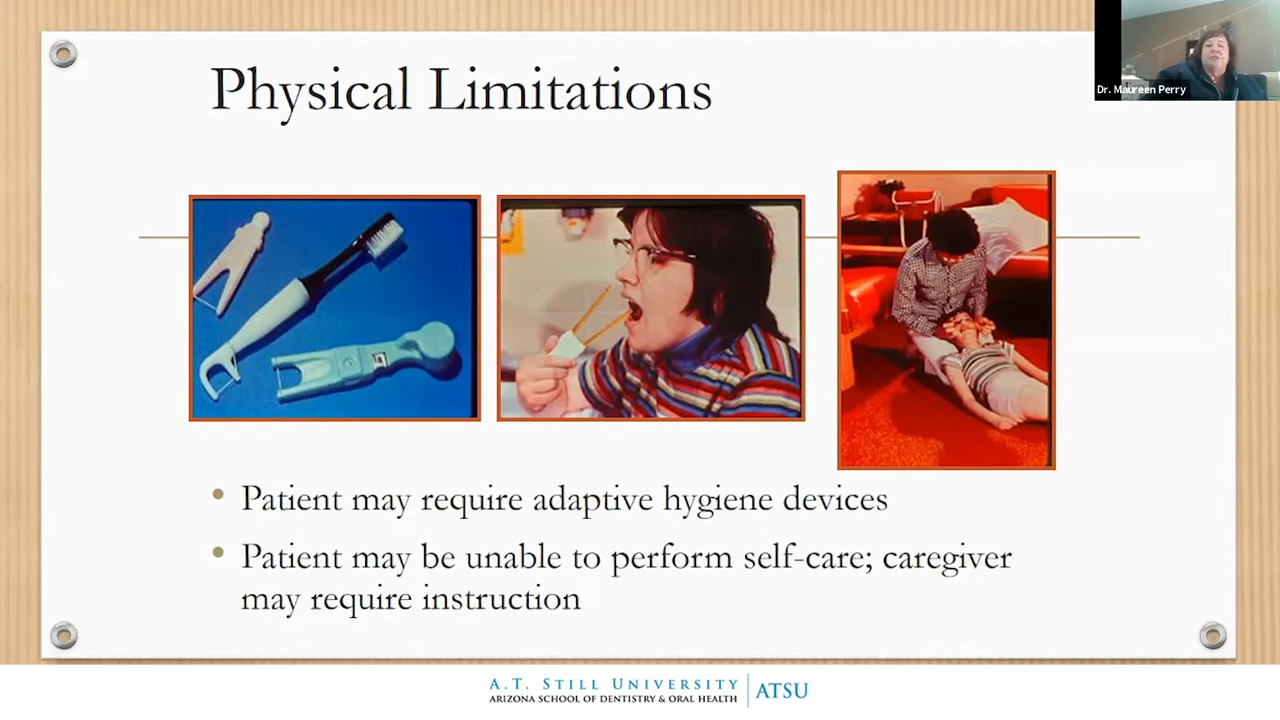 Physical Limitations
Dr. Maureen Perry
• Patient may require adaptive hygiene devices
• Patient may be unable to perform self-care; caregiver
may require instruction
A.T. STILL UNIVERSITY
ARIZONA SCHOOL OF DENTISTRY & ORAL HEALTH
ATSU